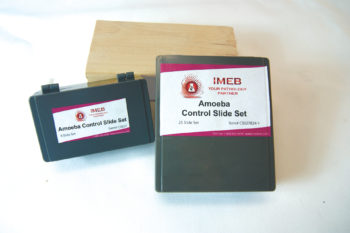 IMEB
Amoeba Control Slide Set
IMEB
YOUR PATHOLOGY
PARTNER
Amoeba
Control Slide Set
25 Slide Set